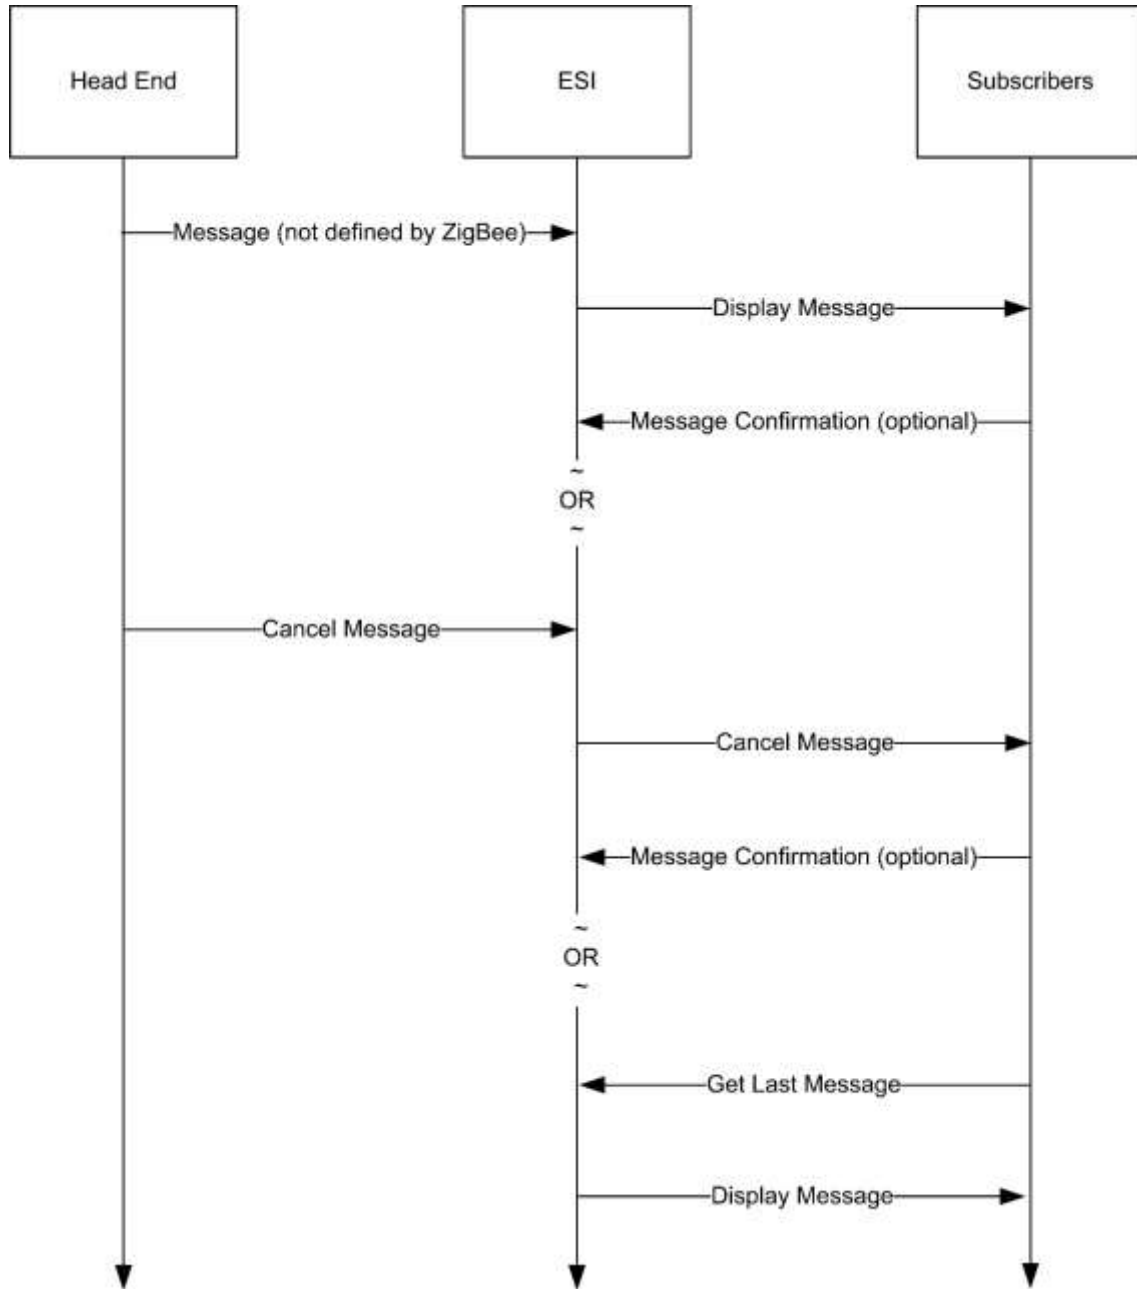 Head End
ESI
Subscribers
Message (not defined by ZigBee)
Display Message
Message Confirmation (optional)
~
OR
~
Cancel Message
Cancel Message
Message Confirmation (optional)
~
OR
~
Get Last Message
Display Message